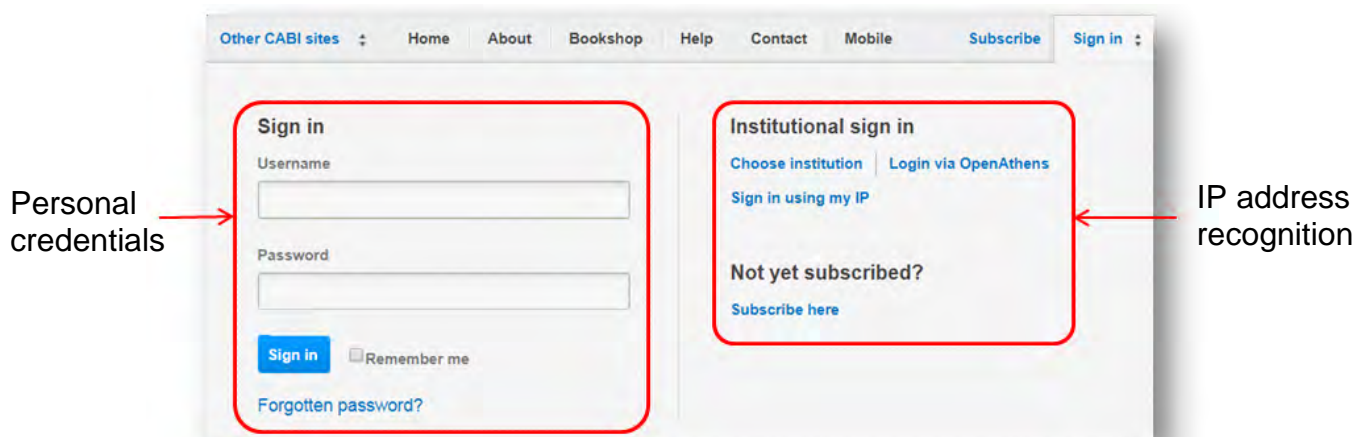 Other CABI sites Home About Bookshop Help Contact Mobile Subscribe Sign in
Personal
credentials
Sign in
Username
Password
Sign in Remember me
Forgotten password?
Institutional sign in
Choose institution Login via OpenAthens
Sign in using my IP
Not yet subscribed?
Subscribe here
IP address
recognition